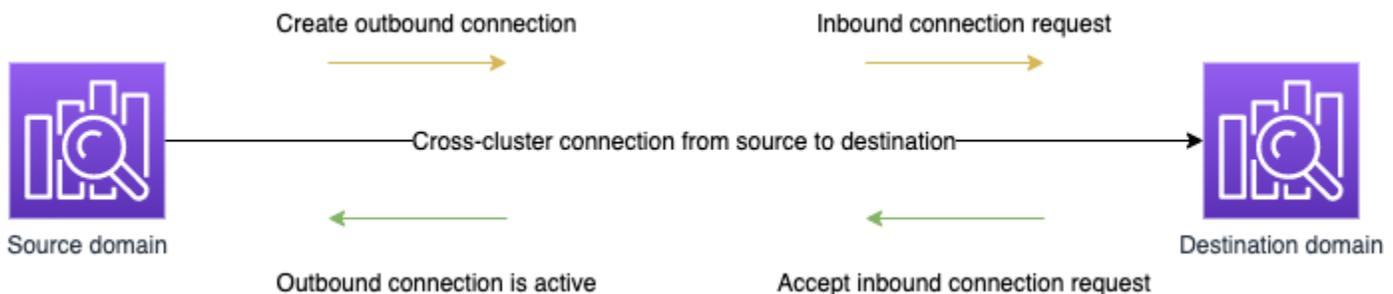 Create outbound connection
Inbound connection request
Cross-cluster connection from source to destination
Source domain
Destination domain
Outbound connection is active
Accept inbound connection request